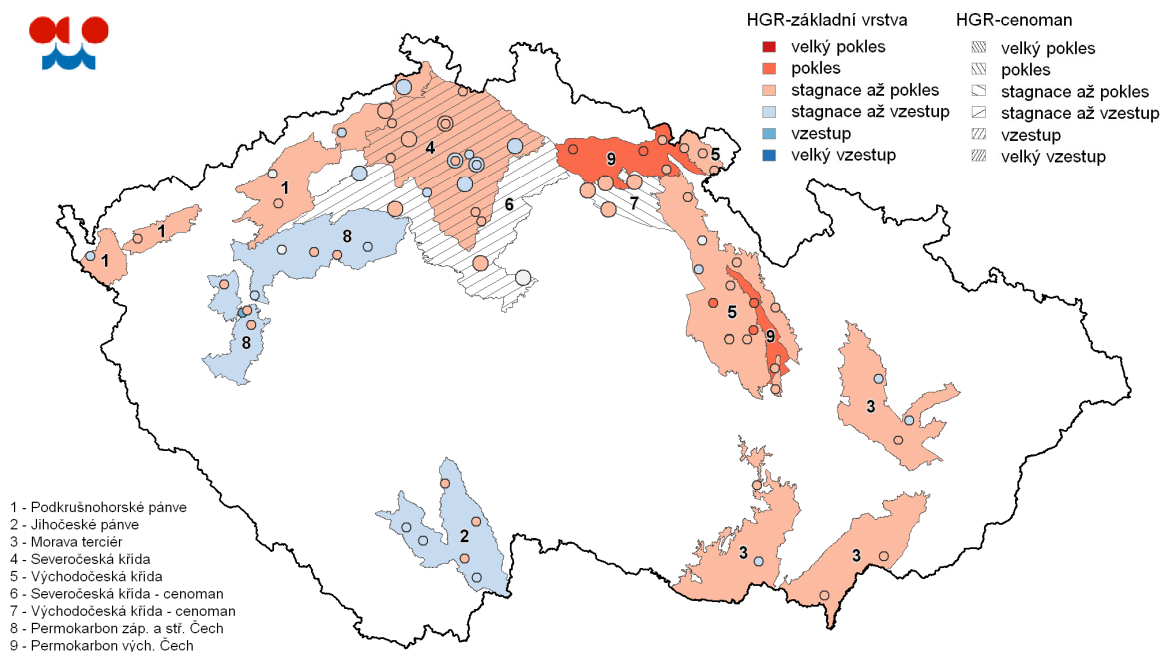 HGR-základní vrstva
velký pokles
pokles
stagnace až pokles
stagnace až vzestup
vzestup
velký vzestup
HGR-cenoman
velký pokles
pokles
stagnace až pokles
stagnace až vzestup
vzestup
velký vzestup
4
9
5
1
6
7
1
1
8
5
9
8
3
2
3
3
1 - Podkrušnohorské pánve
2 - Jihočeské pánve
3 - Morava terciér
4 - Severočeská křída
5 - Východočeská křída
6 - Severočeská křída - cenoman
7 - Východočeská křída - cenoman
8 - Permokarbon záp. a stř. Čech
9 - Permokarbon vých. Čech